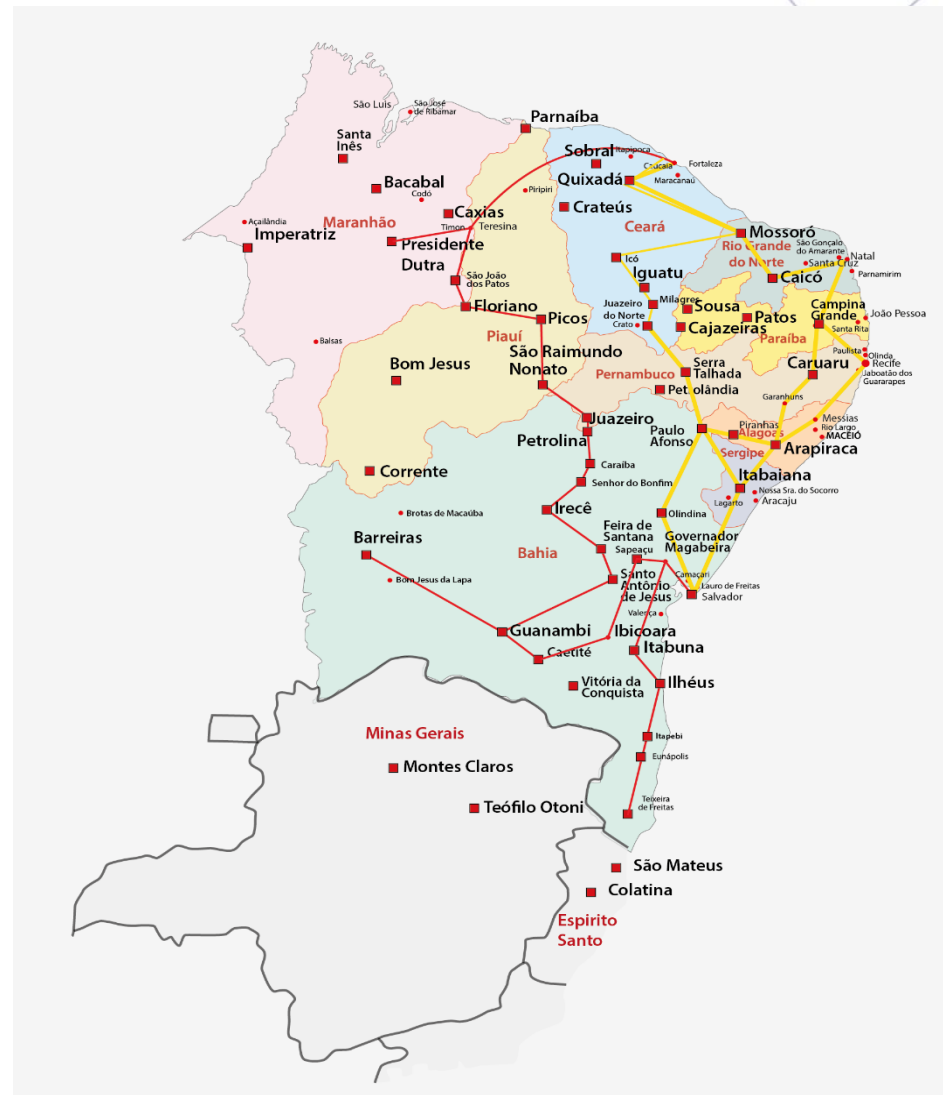 São Luis
São José
de Ribamar
Parnaíba
Santa
Inês
Sobral
Itapipoca
Caucaia
Fortaleza
Quixadá
Maracanaú
Bacabal
Codó
Piripiri
Crateús
Caxias
Açailândia
Maranhão
Timon
Teresina
Ceará
Mossoró
Imperatriz
Presidente
Dutra
Rio Grande
do Norte
São Gonçalo
do Amarante
Natal
Santa Cruz
Parnamirim
Icó
Caicó
São João
dos Patos
Iguatu
Milagres
Juazeiro
do Norte
Crato
Sousa
Campina
Grande
João Pessoa
Santa Rita
Floriano
Picos
Patos
Cajazeiras
Paraíba
Piauí
Balsas
São Raimundo
Nonato
Paulista
Olinda
Recife
Jaboatão dos
Guararapes
Caruaru
Serra
Talhada
Bom Jesus
Pernambuco
Petrolândia
Garanhuns
Juazeiro
Petrolina
Paulo
Afonso
Piranhas
Alagoas
Messias
Rio Largo
MACEIÓ
Arapiraca
Sergipe
Caraíba
Corrente
Senhor do Bonfim
Itabaiana
Nossa Sra. do Socorro
Lagarto
Aracaju
Irecê
Olindina
Brotas de Macaúba
Feira de
Santana
Sapeaçu
Governador
Magabeira
Barreiras
Bahia
Bom Jesus da Lapa
Santo
Antônio
de Jesus
Camaçari
Lauro de Freitas
Salvador
Valença
Guanambi
Ibicoara
Caetité
Itabuna
Vitória da
Conquista
Ilhéus
Minas Gerais
Itapebi
Eunápolis
Montes Claros
Teófilo Otoni
Teixeira
de Freitas
São Mateus
Colatina
Espirito
Santo